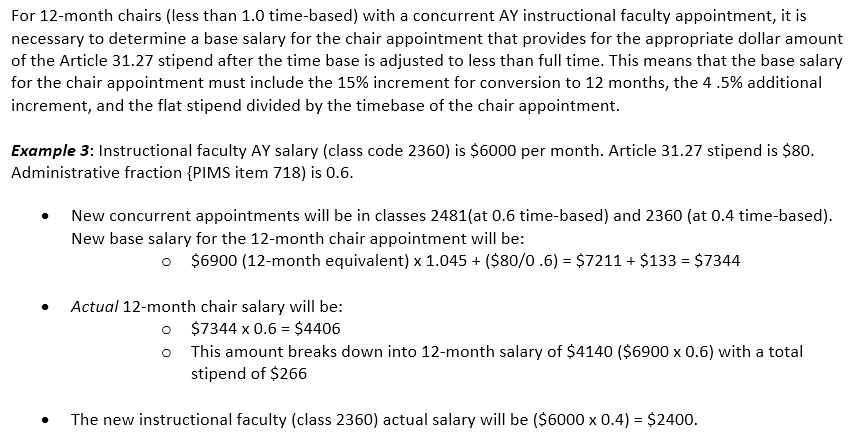 For 12-month chairs (less than 1.0 time-based) with a concurrent AY instructional faculty appointment, it is
necessary to determine a base salary for the chair appointment that provides for the appropriate dollar amount
of the Article 31.27 stipend after the time base is adjusted to less than full time. This means that the base salary
for the chair appointment must include the 15% increment for conversion to 12 months, the 4 .5% additional
increment, and the flat stipend divided by the timebase of the chair appointment.
Example 3: Instructional faculty AY salary (class code 2360) is $6000 per month. Article 31.27 stipend is $80.
Administrative fraction {PIMS item 718) is 0.6.
• New concurrent appointments will be in classes 2481(at 0.6 time-based) and 2360 (at 0.4 time-based).
New base salary for the 12-month chair appointment will be:
o $6900 (12-month equivalent) x 1.045 + ($80/0 .6) = $7211 + $133 = $7344
• Actual 12-month chair salary will be:
o $7344 x 0.6 = $4406
o This amount breaks down into 12-month salary of $4140 ($6900 x 0.6) with a total
stipend of $266
• The new instructional faculty (class 2360) actual salary will be ($6000 x 0.4) = $2400.